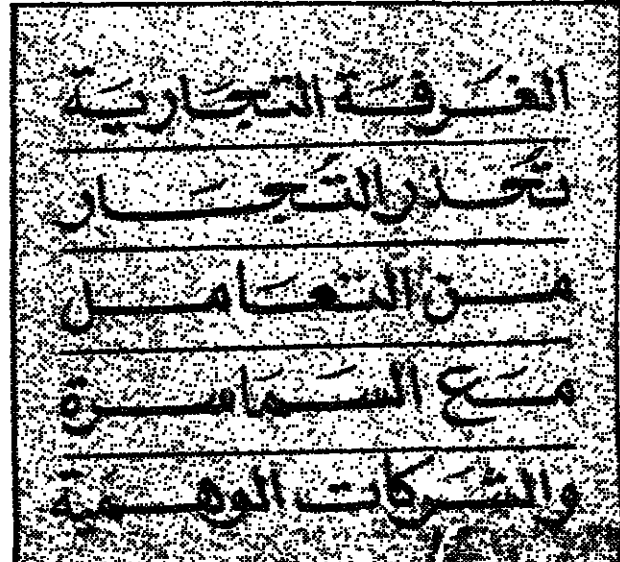 الغرفة التجارية
تحذر التجار
من التعامل
مع السماسرة
والشركات الوهمية